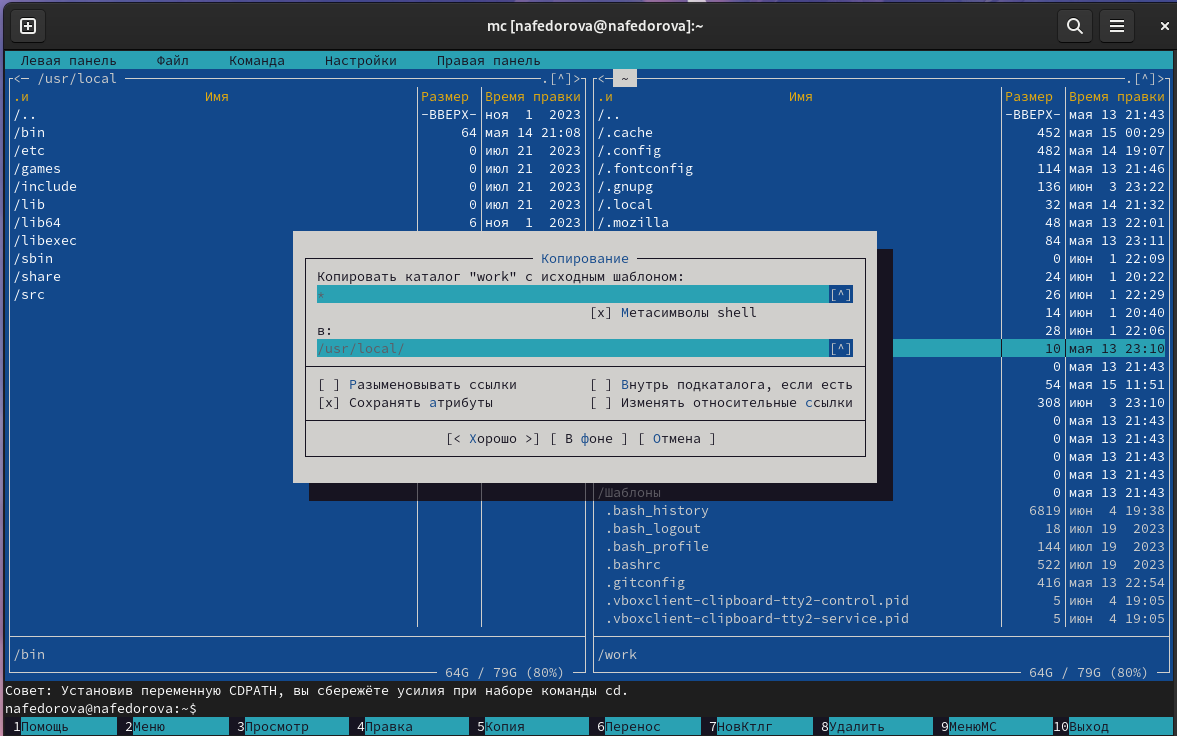 mc [nafedorova@nafedorova]:~
Левая панель Файл Команда Настройки Правая панель
<─ /usr/local .[^]> <─ ~ .[^]>
.и Имя Размер Время правки .и Имя Размер Время правки
/.. -ВВЕРХ- ноя 1 2023 /.. -ВВЕРХ- мая 13 21:43
/bin 64 мая 14 21:08 /.cache 452 мая 15 00:29
/etc 0 июл 21 2023 /.config 482 мая 14 19:07
/games 0 июл 21 2023 /.fontconfig 114 мая 13 21:46
/include 0 июл 21 2023 /.gnupg 136 июн 3 23:22
/lib 0 июл 21 2023 /.local 32 мая 14 21:32
/lib64 6 ноя 1 2023 /.mozilla 48 мая 13 22:01
/libexec 84 мая 13 23:11
/sbin Копирование 0 июн 1 22:09
/share Копировать каталог "work" с исходным шаблоном: 24 июн 1 20:22
/src * [^] 26 июн 1 22:29
[x] Метасимволы shell 14 июн 1 20:40
в: 28 июн 1 22:06
/usr/local/ [^] 10 мая 13 23:10
0 мая 13 21:43
[ ] Разыменовывать ссылки [ ] Внутрь подкаталога, если есть 54 мая 15 11:51
[x] Сохранять атрибуты [ ] Изменять относительные ссылки 308 июн 3 23:10
0 мая 13 21:43
[< Хорошо >] [ В фоне ] [ Отмена ] 0 мая 13 21:43
0 мая 13 21:43
0 мая 13 21:43
/Шаблоны 0 мая 13 21:43
.bash_history 6819 июн 4 19:38
.bash_logout 18 июл 19 2023
.bash_profile 144 июл 19 2023
.bashrc 522 июл 19 2023
.gitconfig 416 мая 13 22:54
.vboxclient-clipboard-tty2-control.pid 5 июн 4 19:05
.vboxclient-clipboard-tty2-service.pid 5 июн 4 19:05
/bin /work
64G / 79G (80%) 64G / 79G (80%)
Совет: Установив переменную CDPATH, вы сбережёте усилия при наборе команды cd.
nafedorova@nafedorova:~$
1Помощь 2Меню 3Просмотр 4Правка 5Копия 6Перенос 7НовКтлг 8Удалить 9МенюМС 10Выход